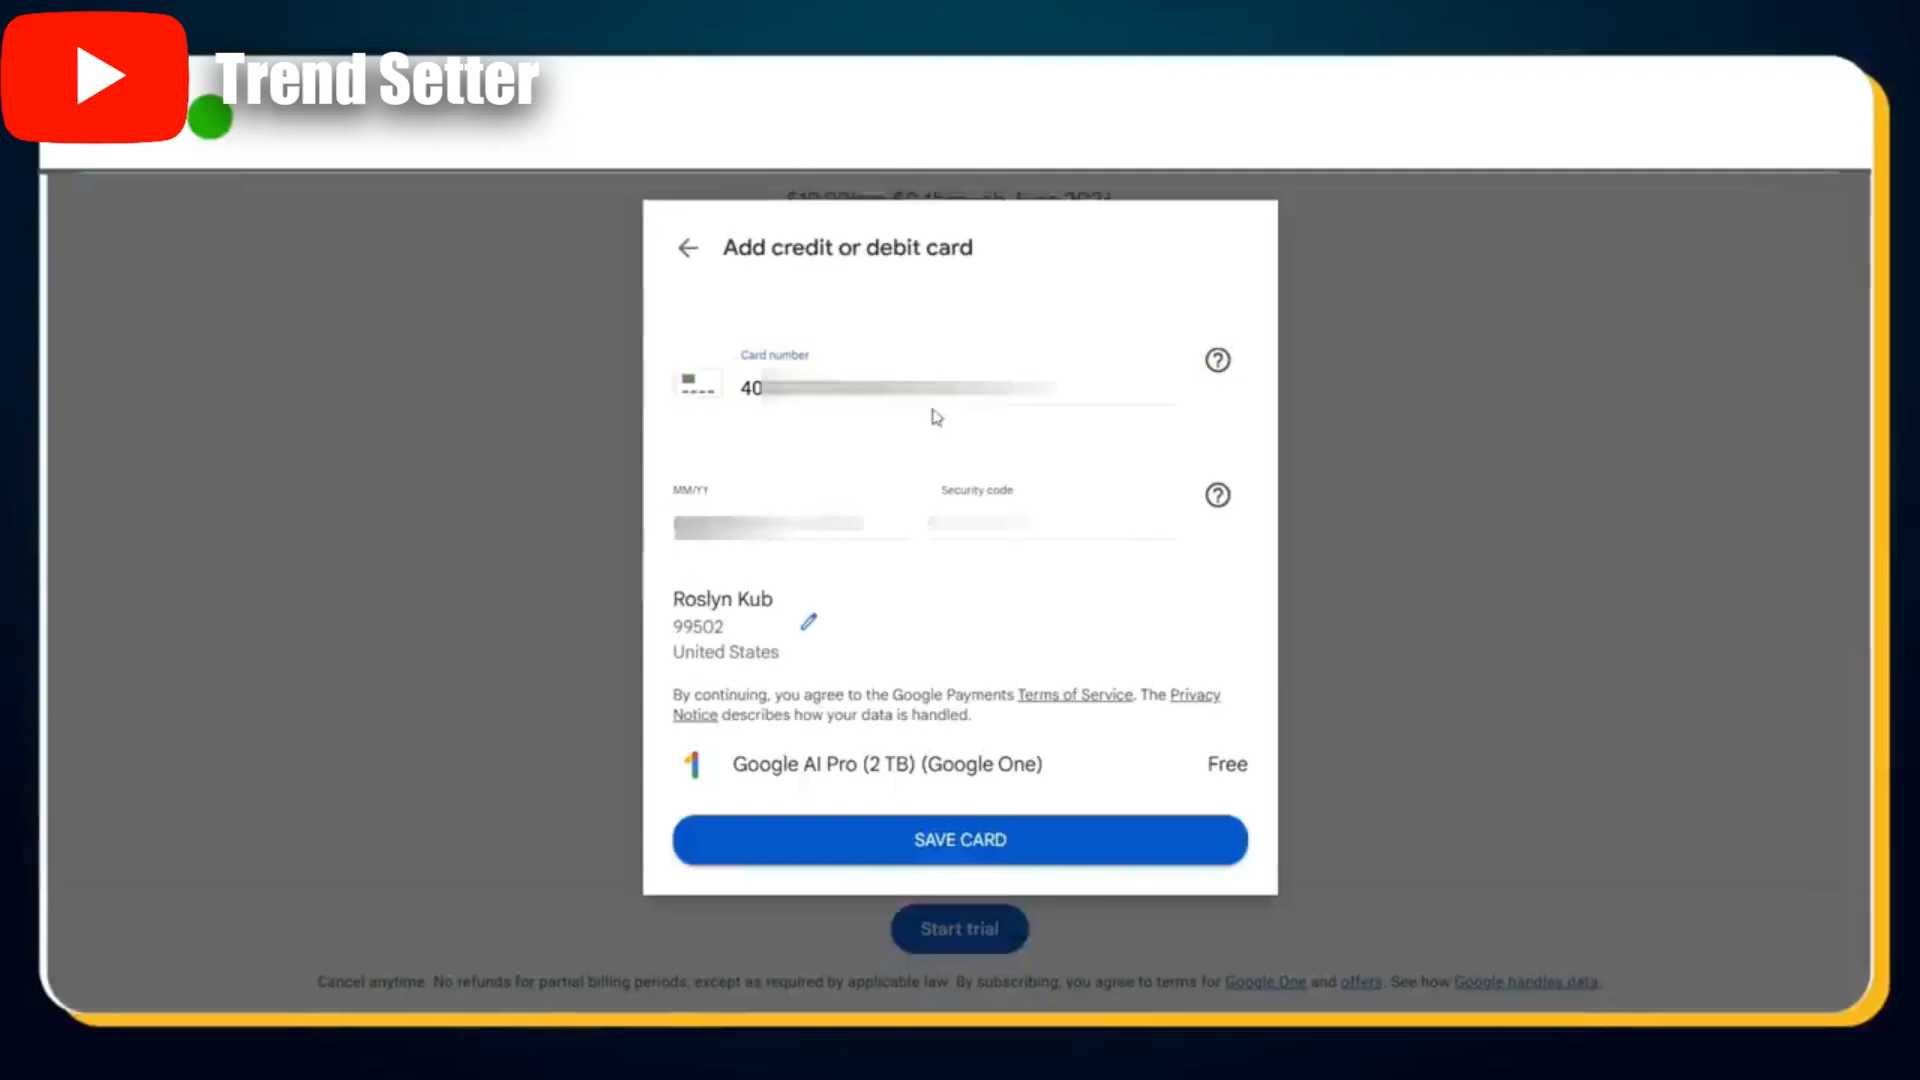 Trend Setter
Add credit or debit card
Card number
40
MM/YY
Security code
Roslyn Kub
99502
United States
By continuing, you agree to the Google Payments Terms of Service. The Privacy
Notice describes how your data is handled.
Google AI Pro (2 TB) (Google One)
Free
SAVE CARD
Start trial
Cancel anytime. No refunds for partial billing periods, except as required by applicable law. By subscribing, you agree to terms for Google One and offers. See how Google handles data.